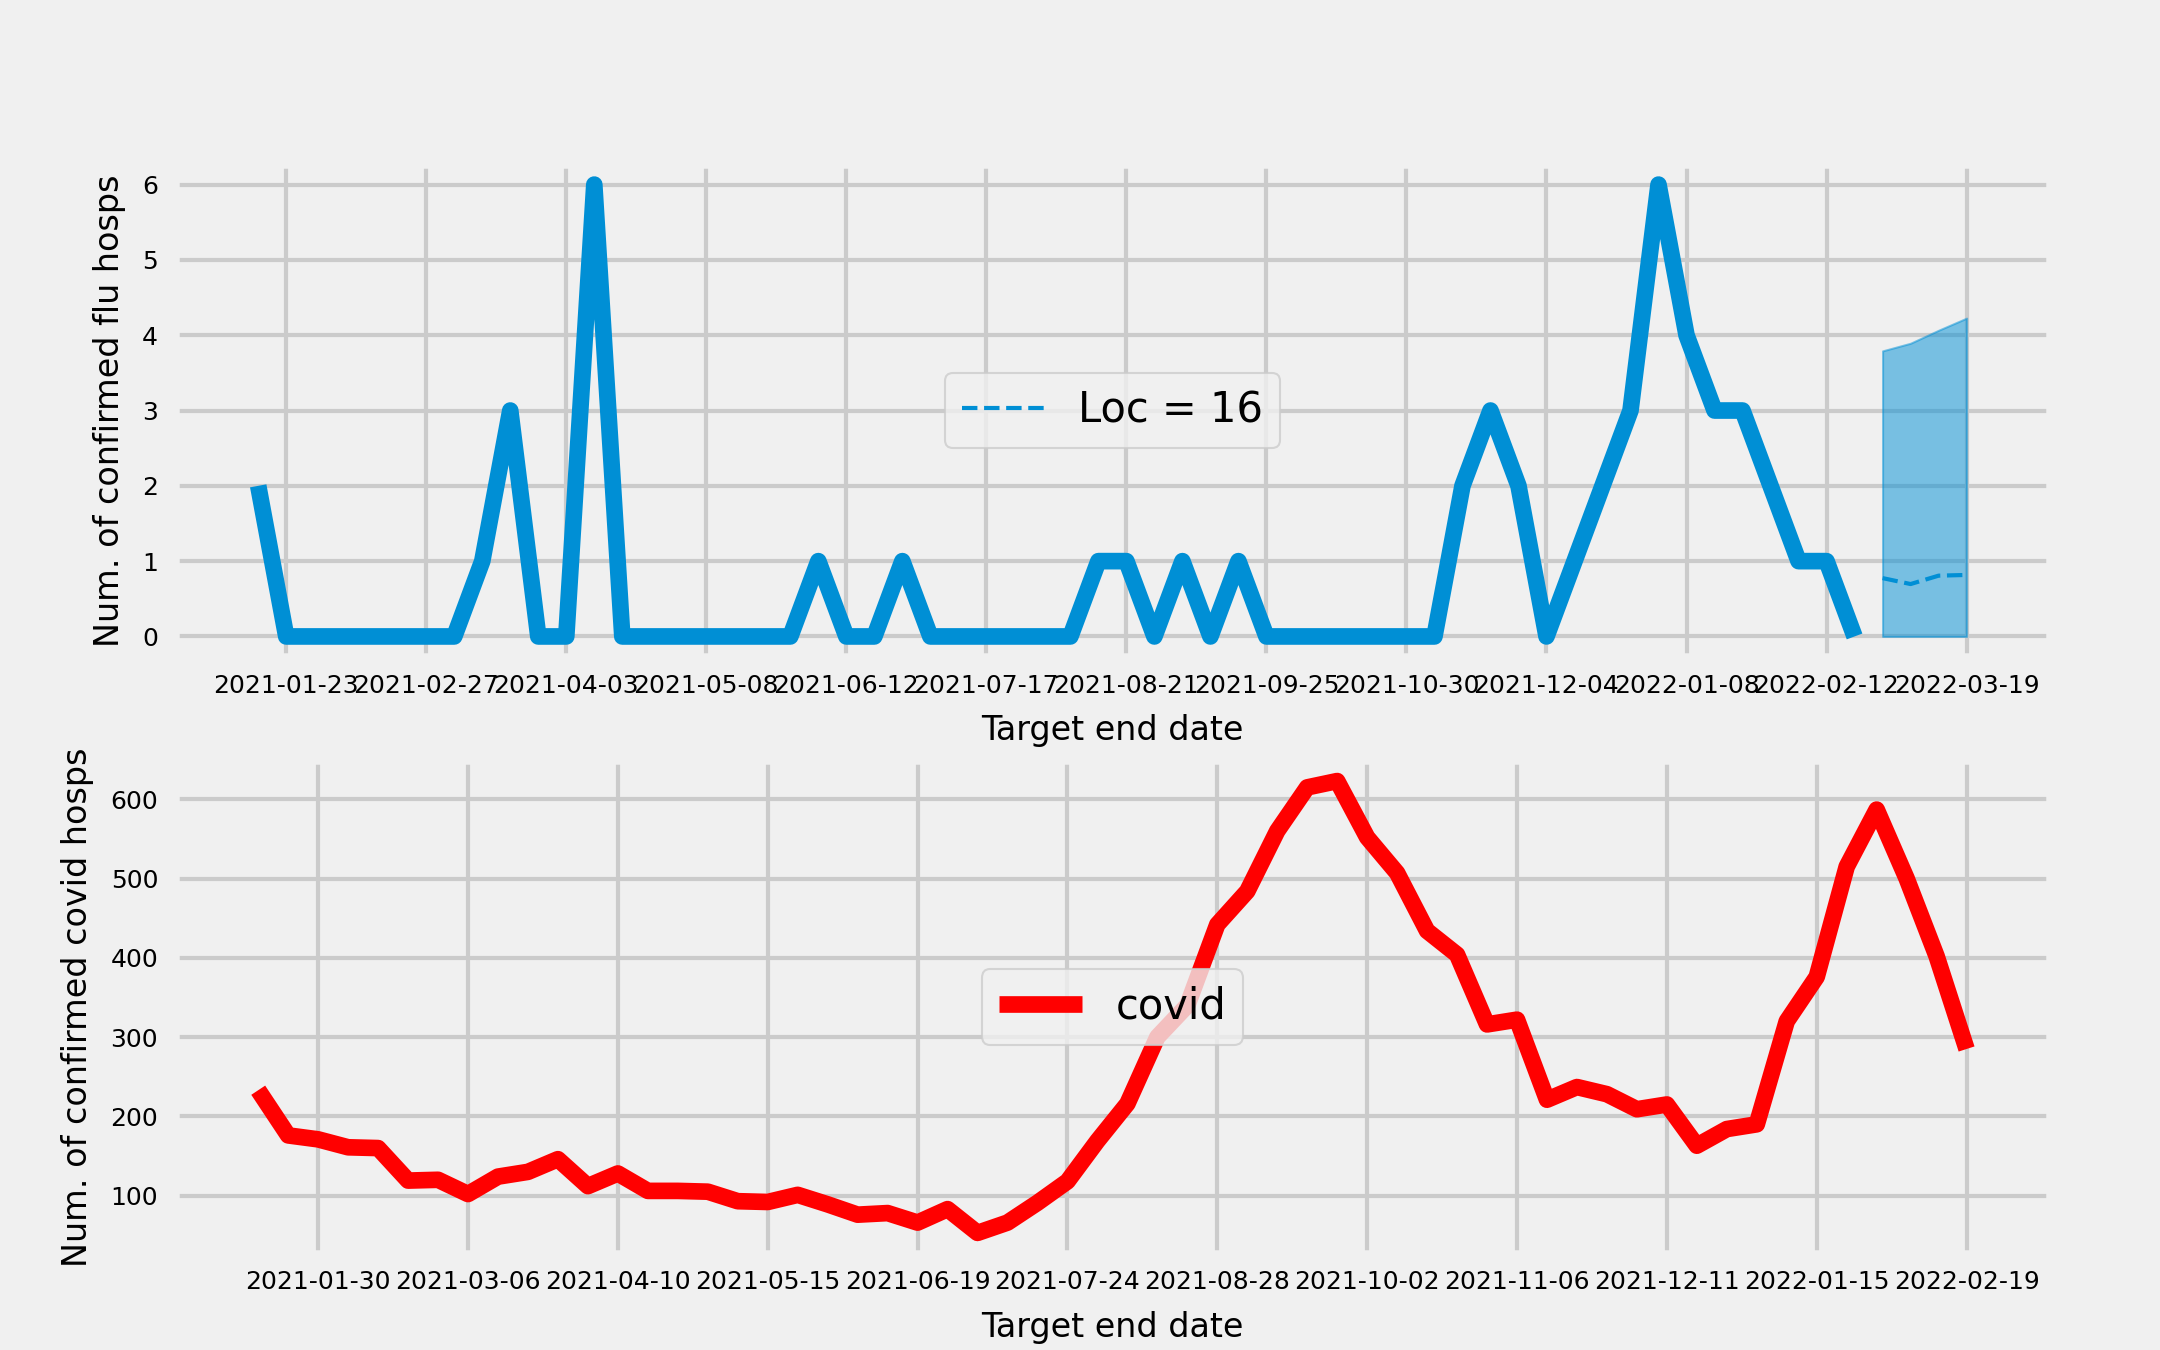 Num. of confirmed flu hosps
6
5
4
3
2
1
0
Loc = 16
2021-01-23 2021-02-27 2021-04-03 2021-05-08 2021-06-12 2021-07-17 2021-08-21 2021-09-25 2021-10-30 2021-12-04 2022-01-08 2022-02-12 2022-03-19
Target end date
Num. of confirmed covid hosps
600
500
400
300
200
100
covid
2021-01-30 2021-03-06 2021-04-10 2021-05-15 2021-06-19 2021-07-24 2021-08-28 2021-10-02 2021-11-06 2021-12-11 2022-01-15 2022-02-19
Target end date